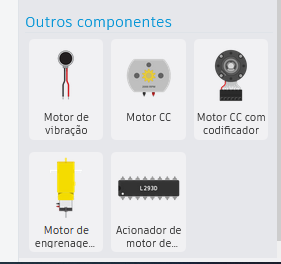 Outros componentes
Motor de
vibração
Motor CC
Motor CC com
codificador
L293D
Motor de
engrenage...
Acionador de
motor de...